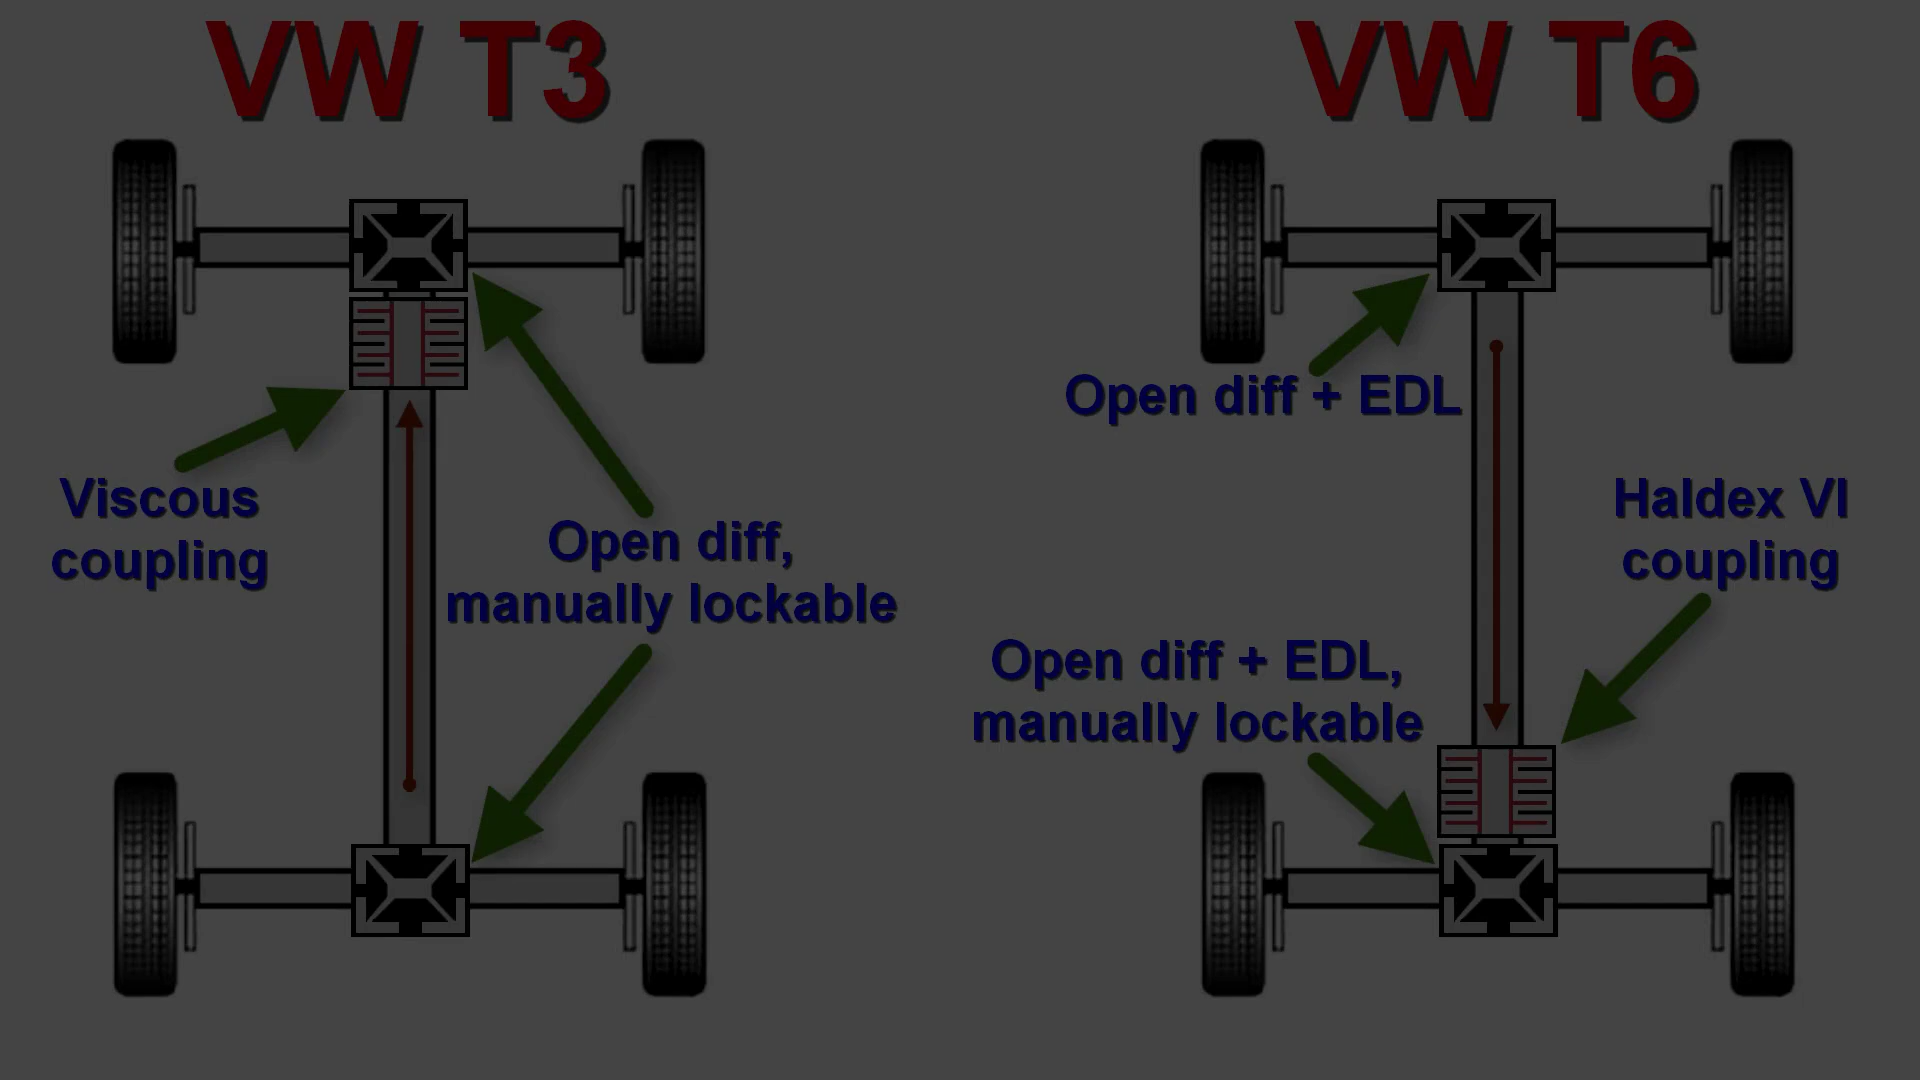 VW T3
VW T6
Viscous
coupling
Open diff,
manually lockable
Open diff + EDL
Haldex VI
coupling
Open diff + EDL,
manually lockable